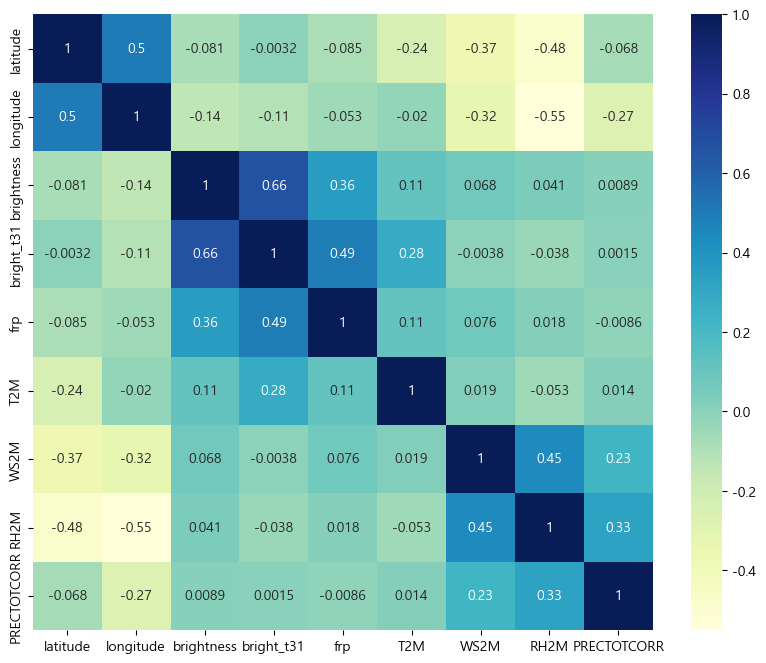 latitude 1 0.5 -0.081 -0.0032 -0.085 -0.24 -0.37 -0.48 -0.068
longitude 0.5 1 -0.14 -0.11 -0.053 -0.02 -0.32 -0.55 -0.27
brightness -0.081 -0.14 1 0.66 0.36 0.11 0.068 0.041 0.0089
bright_t31 -0.0032 -0.11 0.66 1 0.49 0.28 -0.0038 -0.038 0.0015
frp -0.085 -0.053 0.36 0.49 1 0.11 0.076 0.018 -0.0086
T2M -0.24 -0.02 0.11 0.28 0.11 1 0.019 -0.053 0.014
WS2M -0.37 -0.32 0.068 -0.0038 0.076 0.019 1 0.45 0.23
RH2M -0.48 -0.55 0.041 -0.038 0.018 -0.053 0.45 1 0.33
PRECTOTCORR -0.068 -0.27 0.0089 0.0015 -0.0086 0.014 0.23 0.33 1
latitude longitude brightness bright_t31 frp T2M WS2M RH2M PRECTOTCORR
1.0
0.8
0.6
0.4
0.2
0.0
-0.2
-0.4